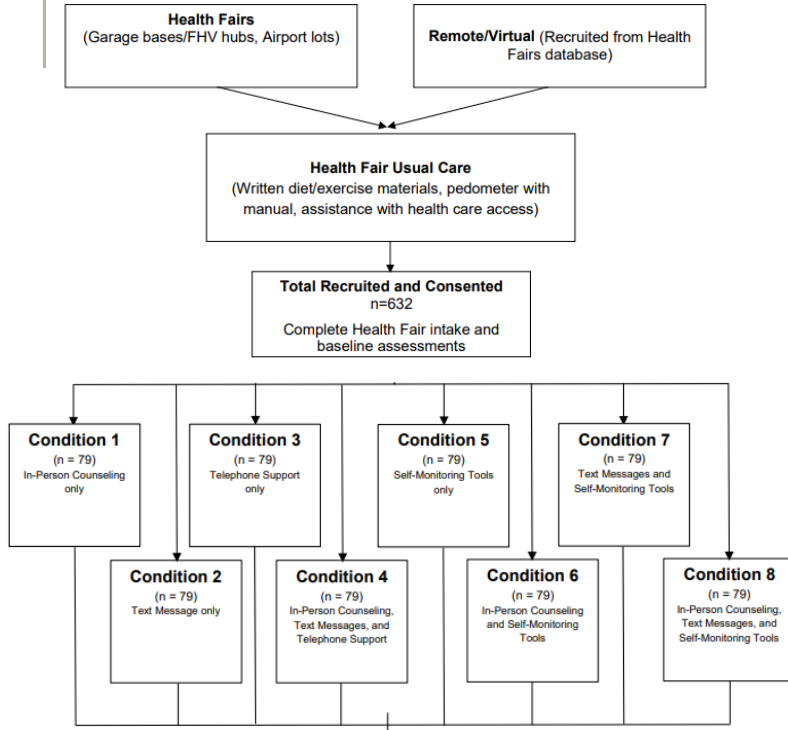 Health Fairs
(Garage bases/FHV hubs, Airport lots)
Remote/Virtual (Recruited from Health
Fairs database)
Health Fair Usual Care
(Written diet/exercise materials, pedometer with
manual, assistance with health care access)
Total Recruited and Consented
n=632
Complete Health Fair intake and
baseline assessments
Condition 1
(n = 79)
In-Person Counseling
only
Condition 2
(n = 79)
Text Message only
Condition 3
(n = 79)
Telephone Support
only
Condition 4
(n = 79)
In-Person Counseling,
Text Messages, and
Telephone Support
Condition 5
(n = 79)
Self-Monitoring Tools
only
Condition 6
(n = 79)
In-Person Counseling
and Self-Monitoring
Tools
Condition 7
(n = 79)
Text Messages and
Self-Monitoring Tools
Condition 8
(n = 79)
In-Person Counseling,
Text Messages, and
Self-Monitoring Tools